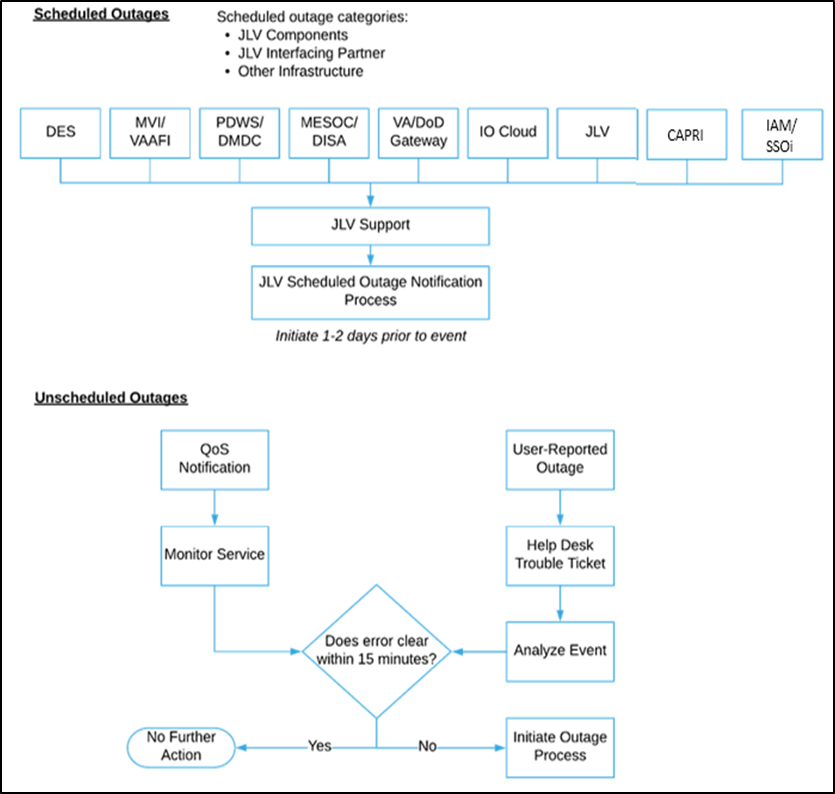 Scheduled Outages
Scheduled outage categories:
• JLV Components
• JLV Interfacing Partner
• Other Infrastructure
DES
MVI/
VAAFI
PDWS/
DMDC
MESOC/
DISA
VA/DoD
Gateway
IO Cloud
JLV
CAPRI
IAM/
SSOi
JLV Support
JLV Scheduled Outage Notification
Process
Initiate 1-2 days prior to event
Unscheduled Outages
QoS
Notification
User-Reported
Outage
Monitor Service
Help Desk
Trouble Ticket
Does error clear
within 15 minutes?
Analyze Event
No Further
Action
Yes
No
Initiate Outage
Process